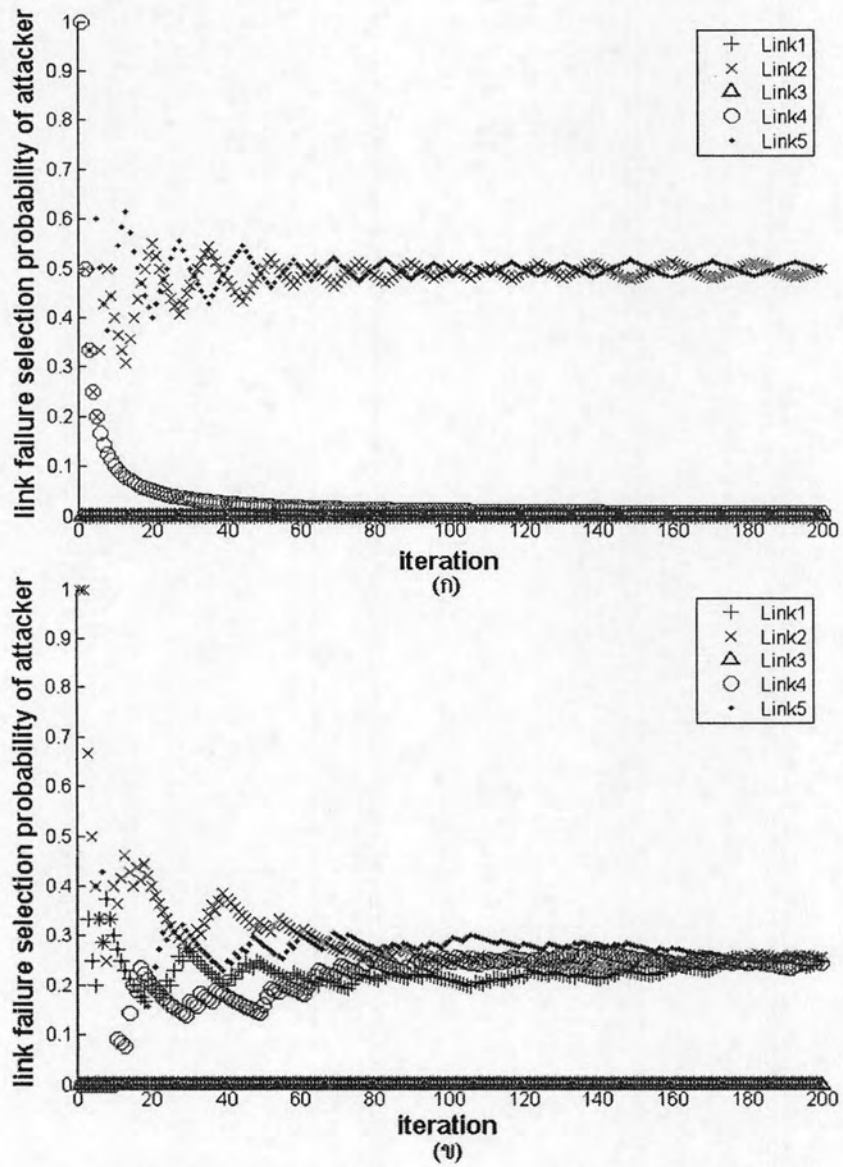 link failure selection probability of attacker
1
0.9
0.8
0.7
0.6
0.5
0.4
0.3
0.2
0.1
0
Link1
Link2
Link3
Link4
Link5
0 20 40 60 80 100 120 140 160 180 200
iteration
(ก)
link failure selection probability of attacker
1
0.9
0.8
0.7
0.6
0.5
0.4
0.3
0.2
0.1
0
Link1
Link2
Link3
Link4
Link5
0 20 40 60 80 100 120 140 160 180 200
iteration
(ข)